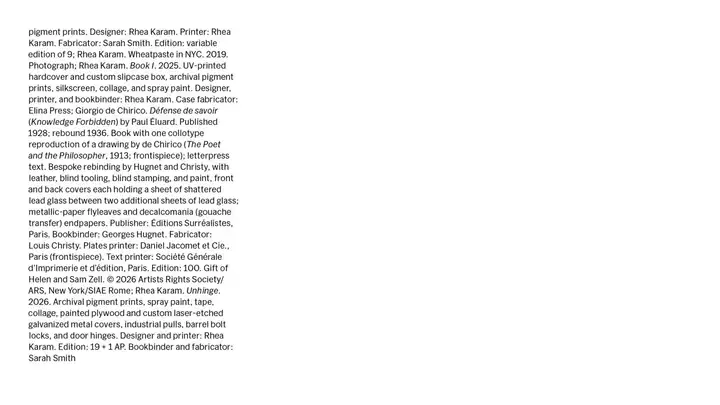 pigment prints. Designer: Rhea Karam. Printer: Rhea
Karam. Fabricator: Sarah Smith. Edition: variable
edition of 9; Rhea Karam. Wheatpaste in NYC. 2019.
Photograph; Rhea Karam. Book I. 2025. UV-printed
hardcover and custom slipcase box, archival pigment
prints, silkscreen, collage, and spray paint. Designer,
printer, and bookbinder: Rhea Karam. Case fabricator:
Elina Press; Giorgio de Chirico. Défense de savoir
(Knowledge Forbidden) by Paul Éluard. Published
1928; rebound 1936. Book with one collotype
reproduction of a drawing by de Chirico (The Poet
and the Philosopher, 1913; frontispiece); letterpress
text. Bespoke rebinding by Hugnet and Christy, with
leather, blind tooling, blind stamping, and paint, front
and back covers each holding a sheet of shattered
lead glass between two additional sheets of lead glass;
metallic-paper flyleaves and decalcomania (gouache
transfer) endpapers. Publisher: Éditions Surréalistes,
Paris. Bookbinder: Georges Hugnet. Fabricator:
Louis Christy. Plates printer: Daniel Jacomet et Cie.,
Paris (frontispiece). Text printer: Société Générale
d'Imprimerie et d'édition, Paris. Edition: 100. Gift of
Helen and Sam Zell. © 2026 Artists Rights Society/
ARS, New York/SIAE Rome; Rhea Karam. Unhinge.
2026. Archival pigment prints, spray paint, tape,
collage, painted plywood and custom laser-etched
galvanized metal covers, industrial pulls, barrel bolt
locks, and door hinges. Designer and printer: Rhea
Karam. Edition: 19 + 1 AP. Bookbinder and fabricator:
Sarah Smith